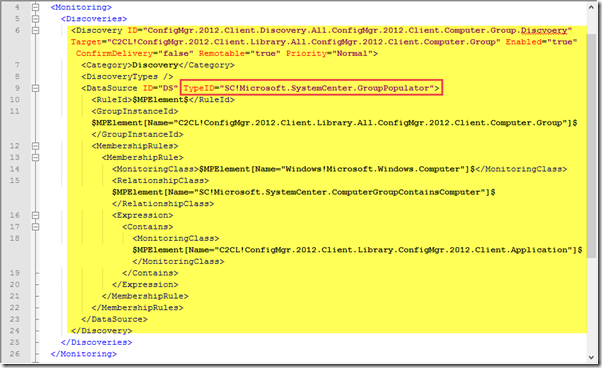 4 <Monitoring>
5 <Discoveries>
6 <Discovery ID="ConfigMgr.2012.Client.Discovery.All.ConfigMgr.2012.Client.Computer.Group.Discvoery"
Target="C2CL!ConfigMgr.2012.Client.Library.All.ConfigMgr.2012.Client.Computer.Group" Enabled="true"
ConfirmDelivery="false" Remotable="true" Priority="Normal">
7 <Category>Discovery</Category>
8 <DiscoveryTypes />
9 <DataSource ID="DS" TypeID="SC!Microsoft.SystemCenter.GroupPopulator">
10 <RuleId>$MPElement$</RuleId>
11 <GroupInstanceId>
$MPElement[Name="C2CL!ConfigMgr.2012.Client.Library.All.ConfigMgr.2012.Client.Computer.Group"]$
</GroupInstanceId>
12 <MembershipRules>
13 <MembershipRule>
14 <MonitoringClass>$MPElement[Name="Windows!Microsoft.Windows.Computer"]$</MonitoringClass>
15 <RelationshipClass>
$MPElement[Name="SC!Microsoft.SystemCenter.ComputerGroupContainsComputer"]$
</RelationshipClass>
16 <Expression>
17 <Contains>
18 <MonitoringClass>
$MPElement[Name="C2CL!ConfigMgr.2012.Client.Library.ConfigMgr.2012.Client.Application"]$
</MonitoringClass>
19 </Contains>
20 </Expression>
21 </MembershipRule>
22 </MembershipRules>
23 </DataSource>
24 </Discovery>
25 </Discoveries>
26 </Monitoring>